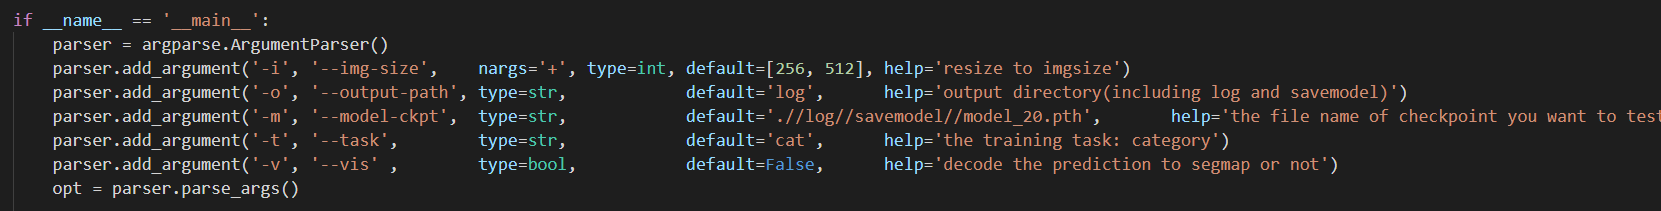 if __name__ == '__main__':
    parser = argparse.ArgumentParser()
    parser.add_argument('-i', '--img-size',    nargs='+', type=int, default=[256, 512], help='resize to imgsize')
    parser.add_argument('-o', '--output-path', type=str,            default='log',      help='output directory(including log and savemodel)')
    parser.add_argument('-m', '--model-ckpt',  type=str,            default='.//log//savemodel//model_20.pth',       help='the file name of checkpoint you want to test
    parser.add_argument('-t', '--task',        type=str,            default='cat',      help='the training task: category')
    parser.add_argument('-v', '--vis' ,        type=bool,           default=False,      help='decode the prediction to segmap or not')
    opt = parser.parse_args()